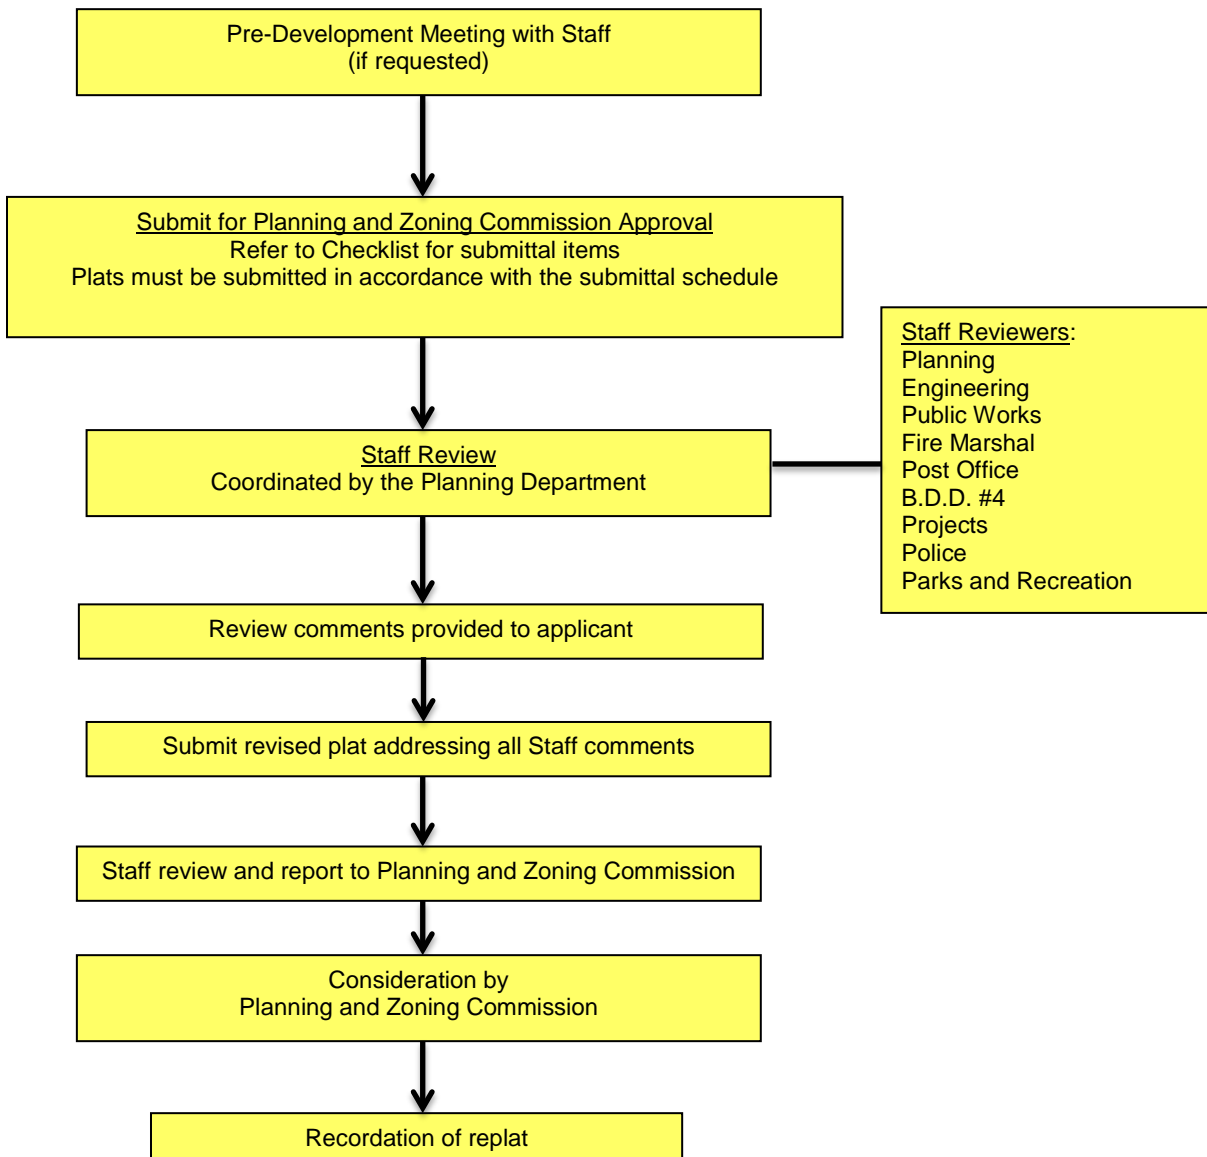 Pre-Development Meeting with Staff
(if requested)
Submit for Planning and Zoning Commission Approval
Refer to Checklist for submittal items
Plats must be submitted in accordance with the submittal schedule
Staff Reviewers:
Planning
Engineering
Public Works
Fire Marshal
Post Office
B.D.D. #4
Projects
Police
Parks and Recreation
Staff Review
Coordinated by the Planning Department
Review comments provided to applicant
Submit revised plat addressing all Staff comments
Staff review and report to Planning and Zoning Commission
Consideration by
Planning and Zoning Commission
Recordation of replat